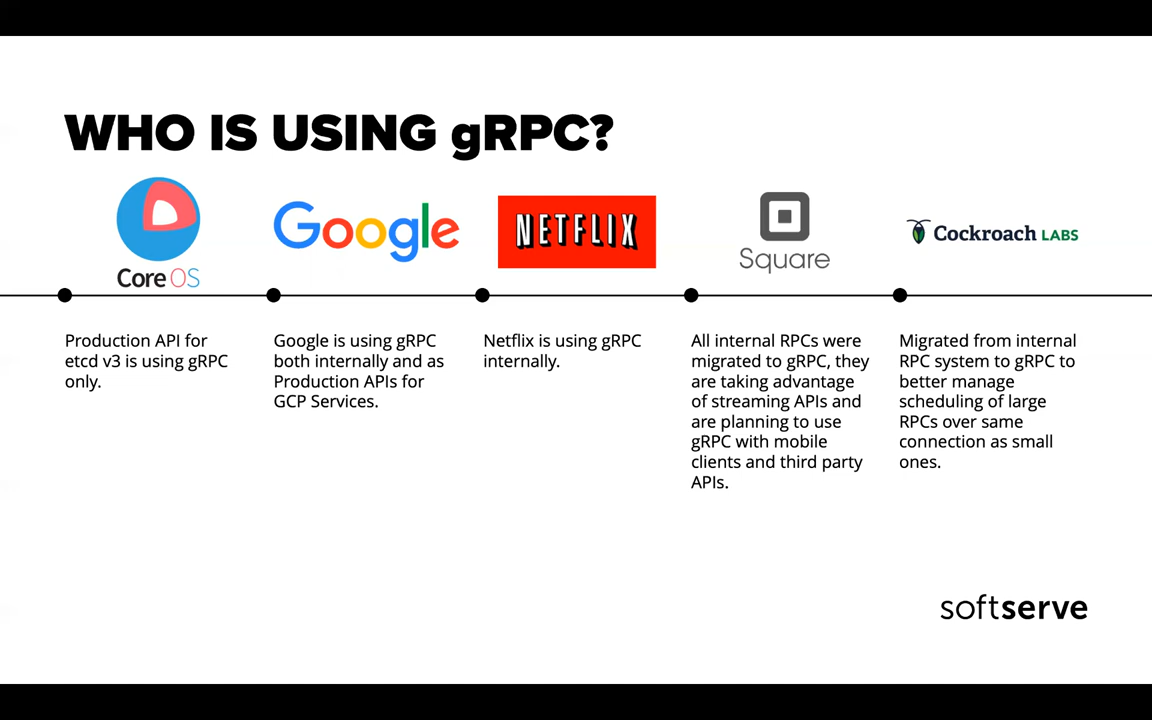 WHO IS USING gRPC?
Core OS
Google
NETFLIX
Square
Cockroach LABS
Production API for
etcd v3 is using gRPC
only.
Google is using gRPC
both internally and as
Production APIs for
GCP Services.
Netflix is using gRPC
internally.
All internal RPCs were
migrated to gRPC, they
are taking advantage
of streaming APIs and
are planning to use
gRPC with mobile
clients and third party
APIs.
Migrated from internal
RPC system to gRPC to
better manage
scheduling of large
RPCs over same
connection as small
ones.
softserve